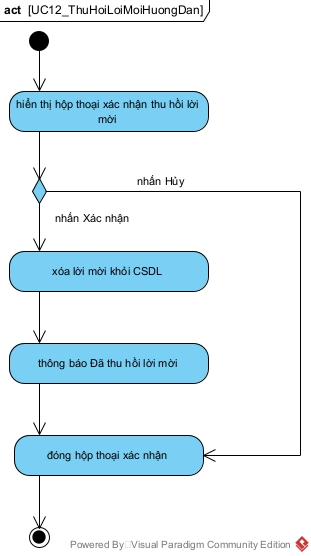 act [UC12_ThuHoiLoiMoiHuongDan]
hiển thị hộp thoại xác nhận thu hồi lời
mời
nhấn Hủy
nhấn Xác nhận
xóa lời mời khỏi CSDL
thông báo Đã thu hồi lời mời
đóng hộp thoại xác nhận
Powered By Visual Paradigm Community Edition